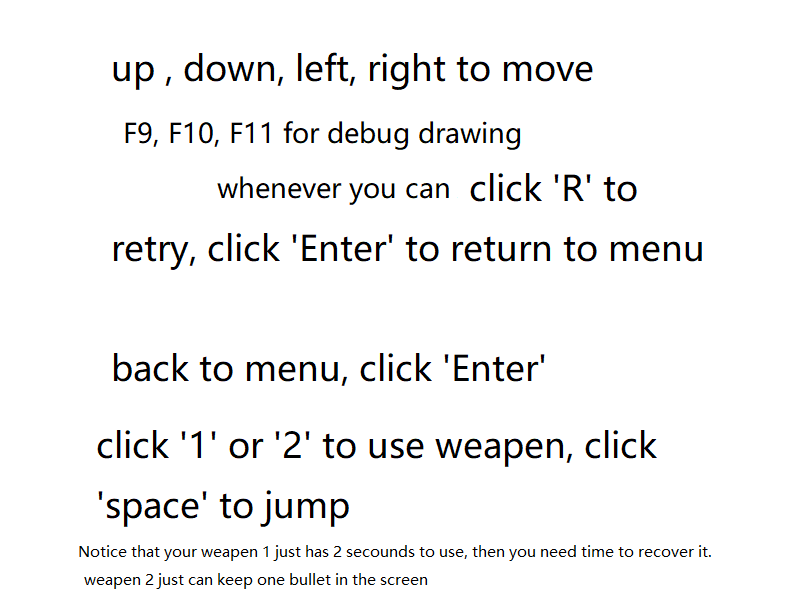 up , down, left, right to move
F9, F10, F11 for debug drawing
whenever you can click 'R' to
retry, click 'Enter' to return to menu
back to menu, click 'Enter'
click '1' or '2' to use weapen, click
'space' to jump
Notice that your weapen 1 just has 2 secounds to use, then you need time to recover it.
weapen 2 just can keep one bullet in the screen